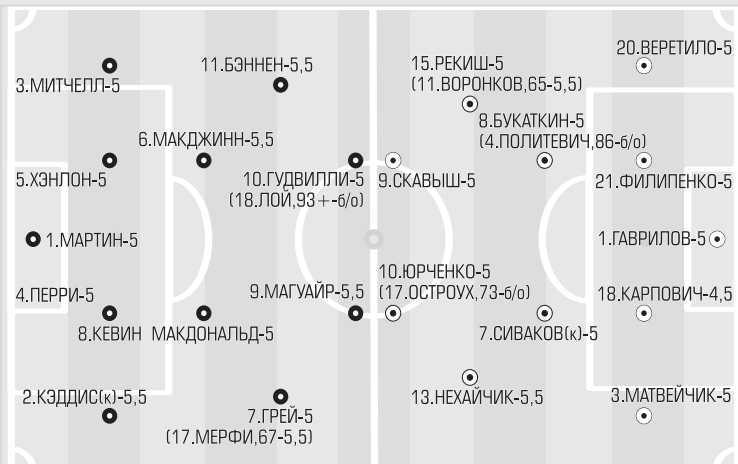 3.МИТЧЕЛЛ-5
11.БЭННЕН-5,5
6.МАКДЖИНН-5,5
5.ХЭНЛОН-5
10.ГУДВИЛЛИ-5
(18.ЛОЙ,93+-б/о)
1.МАРТИН-5
4.ПЕРРИ-5
9.МАГУАЙР-5,5
8.КЕВИН МАКДОНАЛЬД-5
2.КЭДДИС(к)-5,5
7.ГРЕЙ-5
(17.МЕРФИ,67-5,5)
15.РЕКИШ-5
(11.ВОРОНКОВ,65-5,5)
20.ВЕРЕТИЛО-5
8.БУКАТКИН-5
(4.ПОЛИТЕВИЧ,86-б/о)
9.СКАВЫШ-5
21.ФИЛИПЕНКО-5
1.ГАВРИЛОВ-5
10.ЮРЧЕНКО-5
(17.ОСТРОУХ,73-б/о)
18.КАРПОВИЧ-4,5
7.СИВАКОВ(к)-5
13.НЕХАЙЧИК-5,5
3.МАТВЕЙЧИК-5